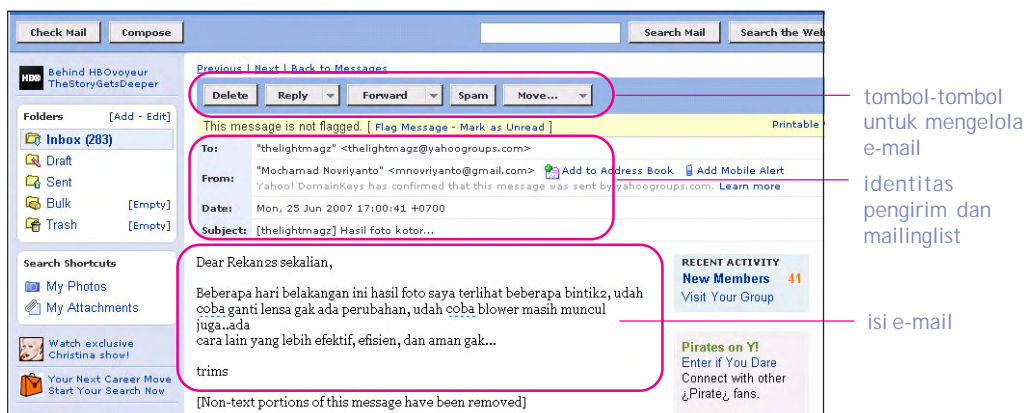 Check Mail Compose Search Mail Search the Web
HBO Behind HBOvoyeur
TheStoryGetsDeeper
Folders [Add - Edit]
Inbox (283)
Draft
Sent
Bulk [Empty]
Trash [Empty]
Search Shortcuts
My Photos
My Attachments
Watch exclusive
Christina show!
Your Next Career Move
Start Your Search Now
Previous | Next | Back to Messages
Delete Reply Forward Spam Move...
This message is not flagged. [ Flag Message - Mark as Unread ] Printable
To: "thelightmagz" <thelightmagz@yahoogroups.com>
From: "Mochamad Novriyanto" <mnovriyanto@gmail.com> Add to Address Book Add Mobile Alert
Yahoo! DomainKeys has confirmed that this message was sent by yahoogroups.com. Learn more
Date: Mon, 25 Jun 2007 17:00:41 +0700
Subject: [thelightmagz] Hasil foto kotor...
Dear Rekan2s sekalian,
Beberapa hari belakangan ini hasil foto saya terlihat beberapa bintik2, udah
coba ganti lensa gak ada perubahan, udah coba blower masih muncul
juga..ada
cara lain yang lebih efektif, efisien, dan aman gak...
trims
[Non-text portions of this message have been removed]
RECENT ACTIVITY
New Members 41
Visit Your Group
Pirates on Y!
Enter if You Dare
Connect with other
¿Pirate¿ fans.
tombol-tombol
untuk mengelola
e-mail
identitas
pengirim dan
mailinglist
isi e-mail